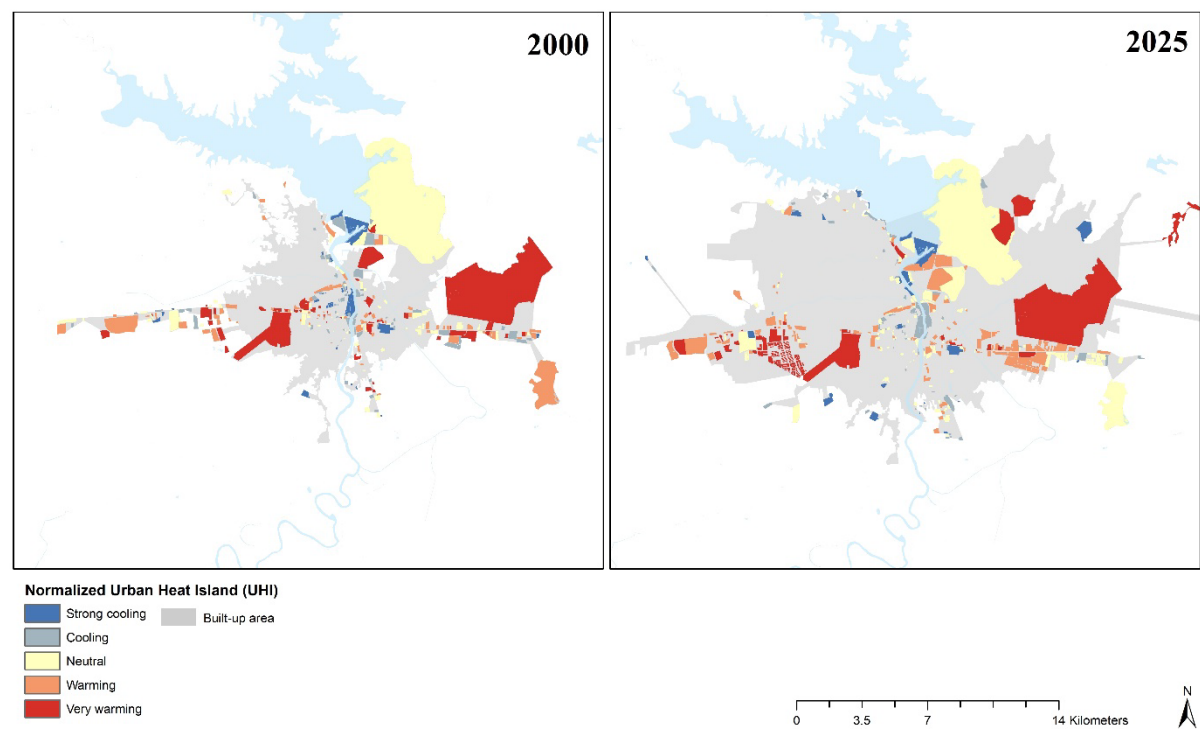 2000
2025
Normalized Urban Heat Island (UHI)
Strong cooling
Built-up area
Cooling
Neutral
Warming
Very warming
0 3.5 7 14 Kilometers
N